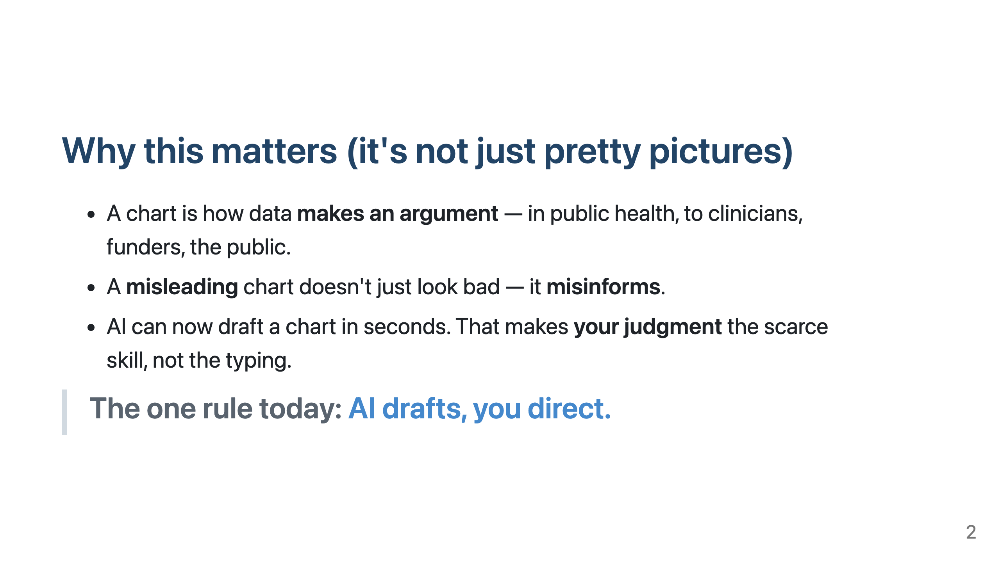 Why this matters (it's not just pretty pictures)
• A chart is how data makes an argument — in public health, to clinicians,
funders, the public.
• A misleading chart doesn't just look bad — it misinforms.
• AI can now draft a chart in seconds. That makes your judgment the scarce
skill, not the typing.
The one rule today: AI drafts, you direct.
2